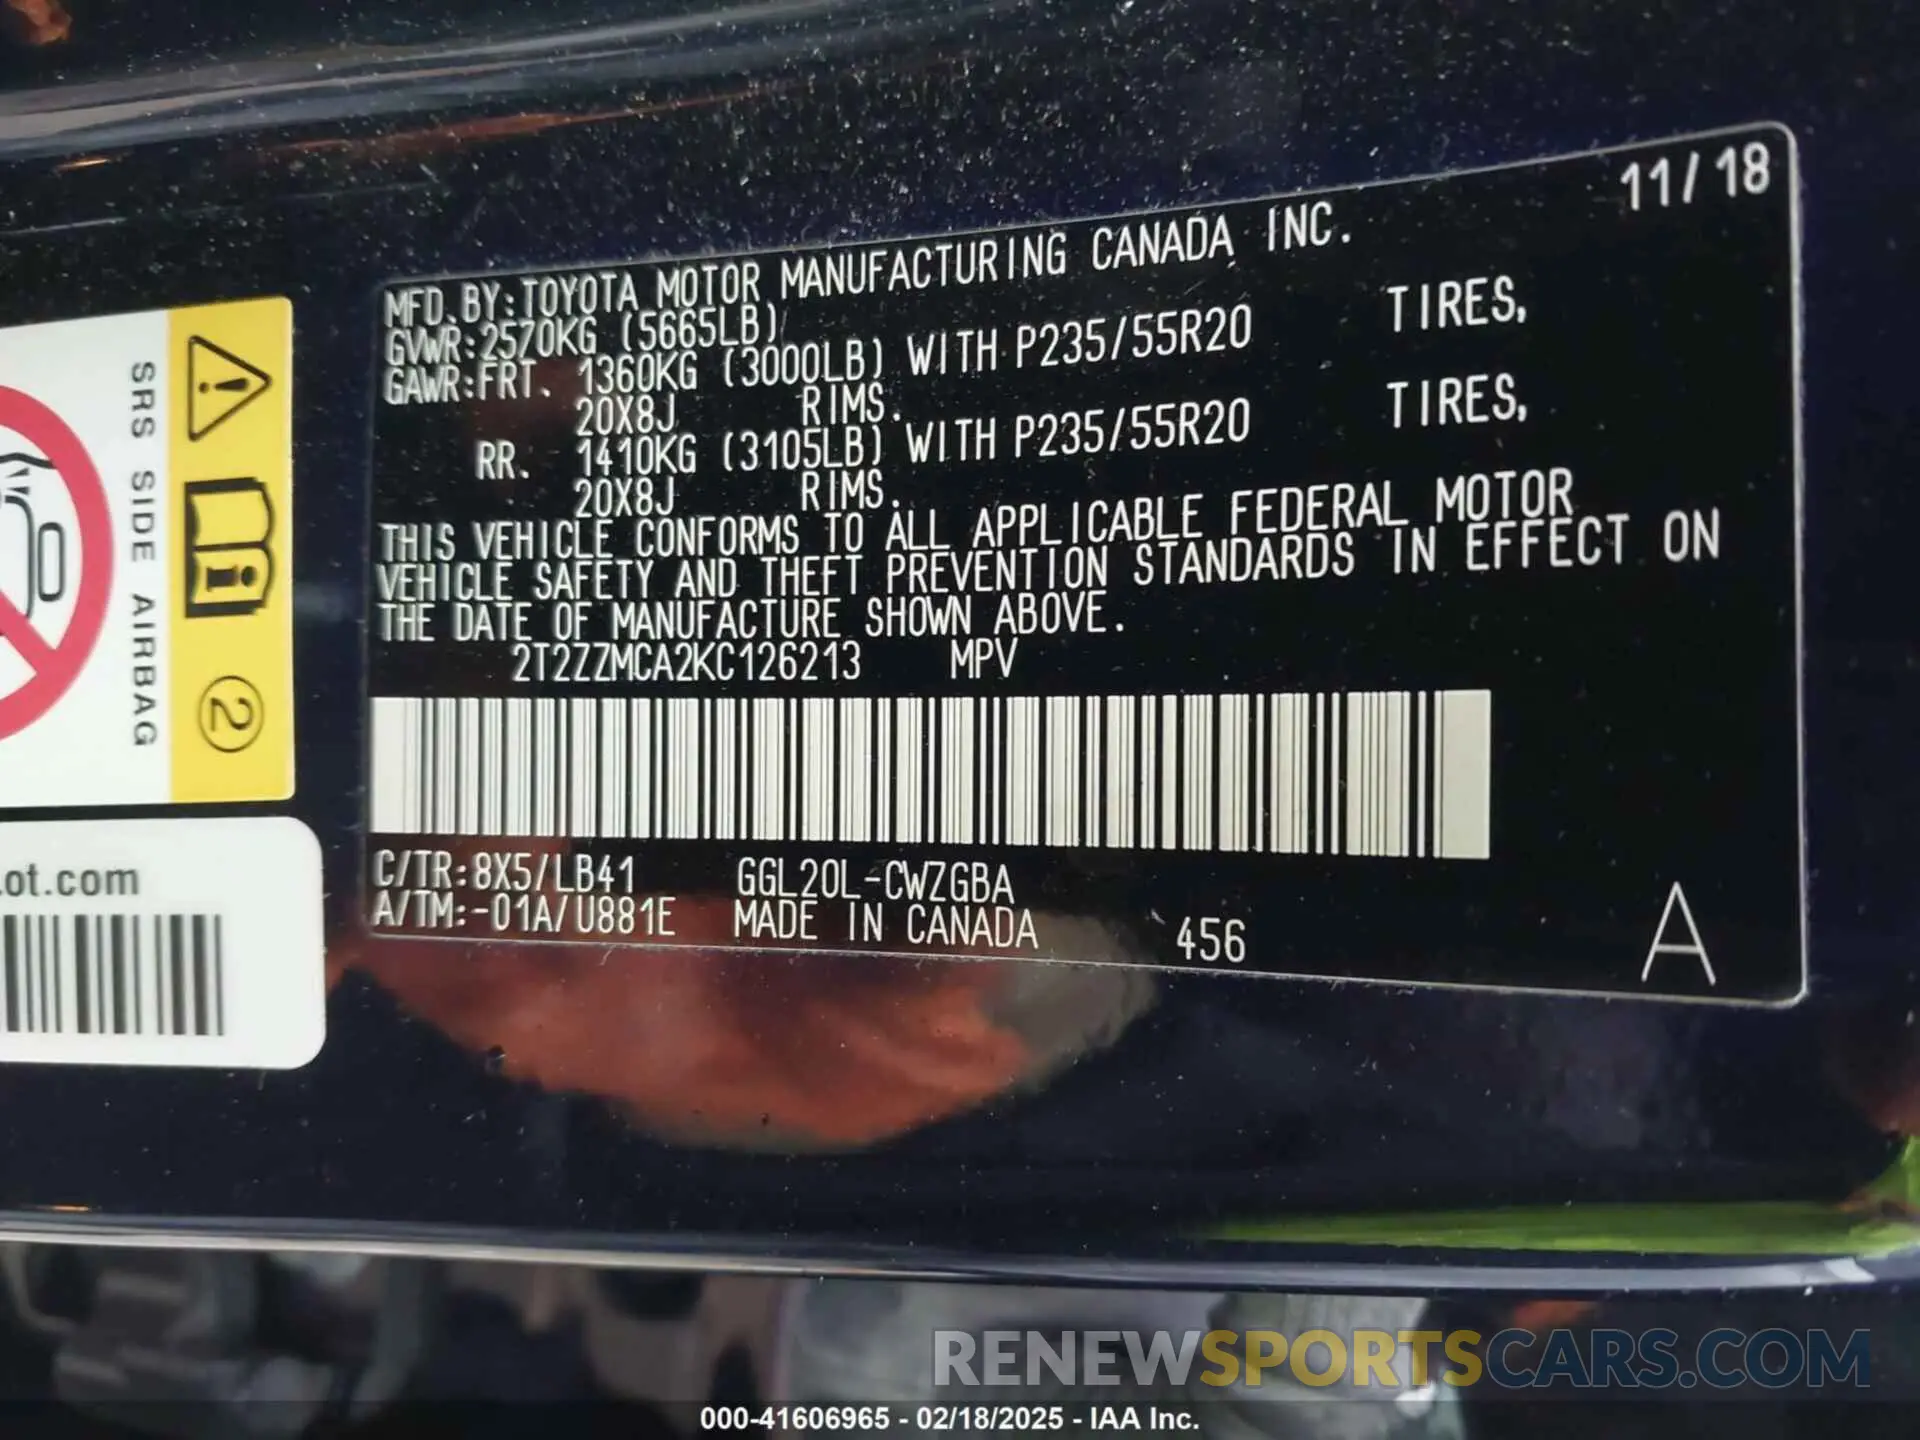 11/18
MFD. BY:TOYOTA MOTOR MANUFACTURING CANADA INC.
GVWR:2570KG (5665LB)
GAWR:FRT. 1360KG (3000LB) WITH P235/55R20 TIRES,
20X8J RIMS.
RR. 1410KG (3105LB) WITH P235/55R20 TIRES,
20X8J RIMS.
THIS VEHICLE CONFORMS TO ALL APPLICABLE FEDERAL MOTOR
VEHICLE SAFETY AND THEFT PREVENTION STANDARDS IN EFFECT ON
THE DATE OF MANUFACTURE SHOWN ABOVE.
2T2ZZMCA2KC126213 MPV
C/TR:8X5/LB41 GGL20L-CWZGBA
A/TM:-01A/U881E MADE IN CANADA 456 A
SRS SIDE AIRBAG
2
ot.com
RENEWSPORTSCARS.COM
000-41606965 - 02/18/2025 - IAA Inc.